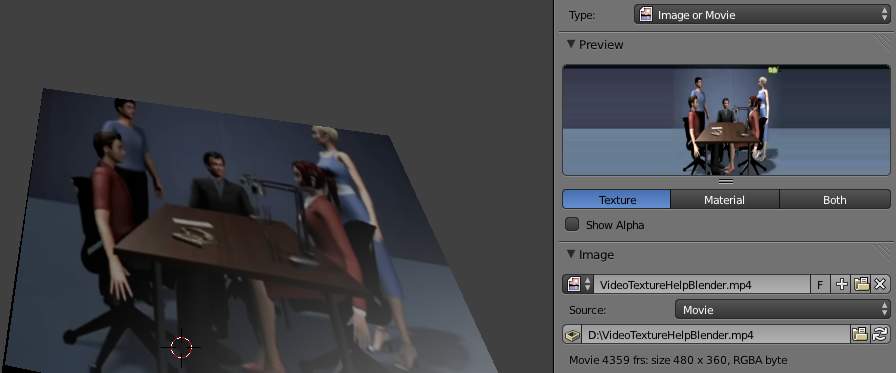 Type:
Image or Movie
Preview
Texture
Material
Both
Show Alpha
Image
VideoTextureHelpBlender.mp4
F
Source:
Movie
D:\VideoTextureHelpBlender.mp4
Movie 4359 frs: size 480 x 360, RGBA byte